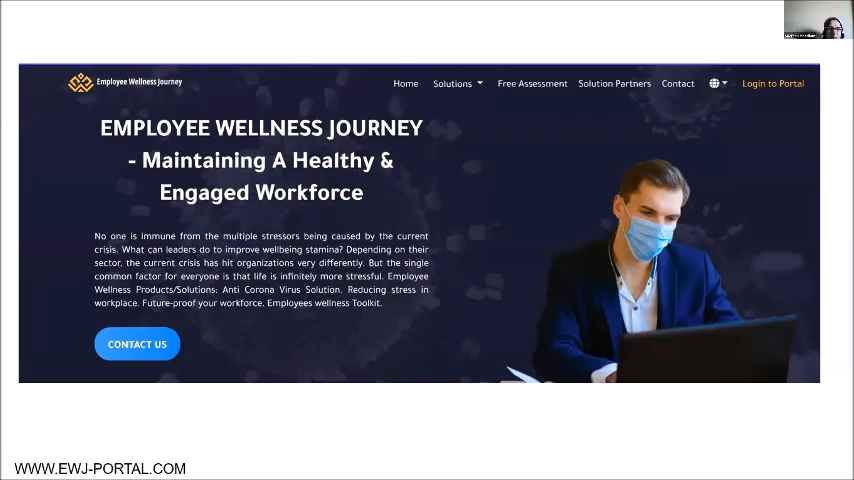 Employee Wellness Journey
Home Solutions Free Assessment Solution Partners Contact Login to Portal
EMPLOYEE WELLNESS JOURNEY
- Maintaining A Healthy &
Engaged Workforce
No one is immune from the multiple stressors being caused by the current
crisis. What can leaders do to improve wellbeing stamina? Depending on their
sector, the current crisis has hit organizations very differently. But the single
common factor for everyone is that life is infinitely more stressful. Employee
Wellness Products/Solutions: Anti Corona Virus Solution. Reducing stress in
workplace. Future-proof your workforce. Employees wellness Toolkit.
CONTACT US
WWW.EWJ-PORTAL.COM